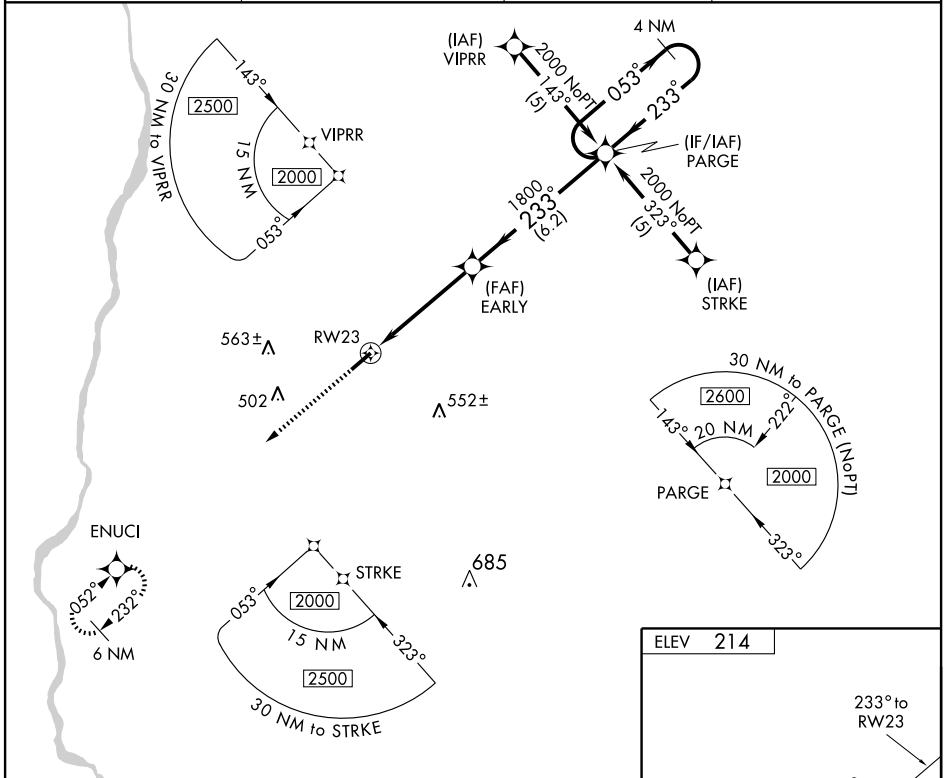 4 NM
(IAF)
VIPRR
2000 NoPT
143°
(5)
053°
233°
(IF/IAF)
PARGE
2000 NoPT
323°
(5)
(IAF)
STRKE
1800
233°
(6.2)
(FAF)
EARLY
RW23
563±
502
552±
685
143°
30 NM to VIPRR
2500
15 NM
2000
VIPRR
053°
30 NM to PARGE (NoPT)
2600
222°
143°
20 NM
2000
PARGE
323°
ENUCI
052°
232°
6 NM
STRKE
053°
2000
15 NM
323°
2500
30 NM to STRKE
ELEV 214
233° to
RW23